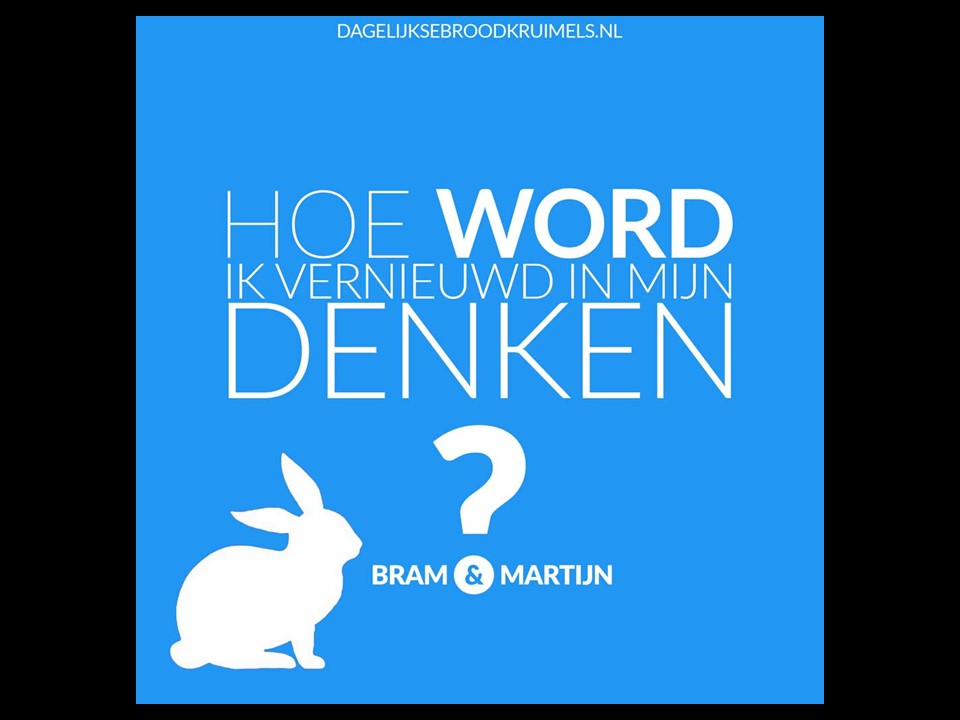 DAGELIJKSEBROODKRUIMELS.NL
HOE WORD
IK VERNIEUWD IN MIJN
DENKEN
?
BRAM & MARTIJN